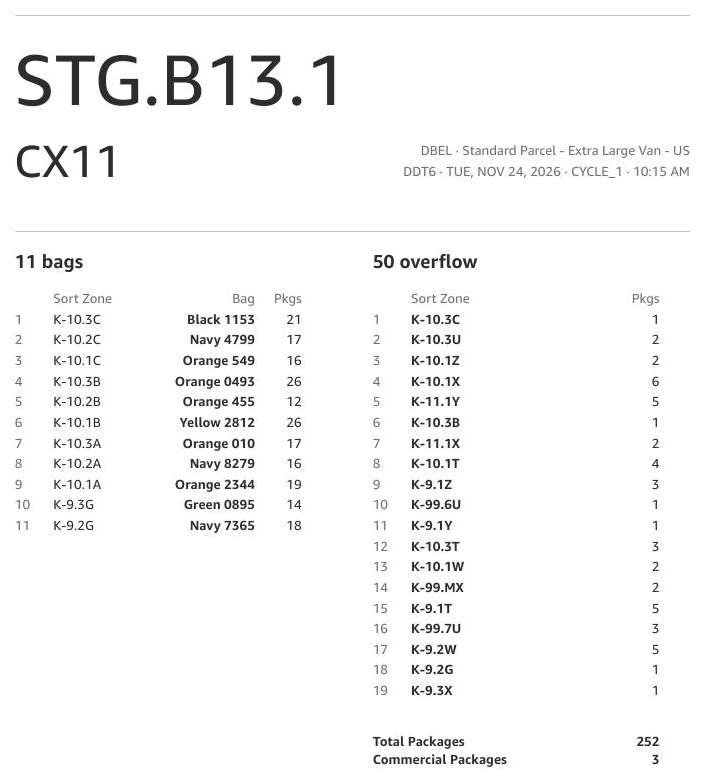 STG.B13.1
CX11
DBEL · Standard Parcel - Extra Large Van - US
DDT6 · TUE, NOV 24, 2026 · CYCLE_1 · 10:15 AM
11 bags
Sort Zone Bag Pkgs
1 K-10.3C Black 1153 21
2 K-10.2C Navy 4799 17
3 K-10.1C Orange 549 16
4 K-10.3B Orange 0493 26
5 K-10.2B Orange 455 12
6 K-10.1B Yellow 2812 26
7 K-10.3A Orange 010 17
8 K-10.2A Navy 8279 16
9 K-10.1A Orange 2344 19
10 K-9.3G Green 0895 14
11 K-9.2G Navy 7365 18
50 overflow
Sort Zone Pkgs
1 K-10.3C 1
2 K-10.3U 2
3 K-10.1Z 2
4 K-10.1X 6
5 K-11.1Y 5
6 K-10.3B 1
7 K-11.1X 2
8 K-10.1T 4
9 K-9.1Z 3
10 K-99.6U 1
11 K-9.1Y 1
12 K-10.3T 3
13 K-10.1W 2
14 K-99.MX 2
15 K-9.1T 5
16 K-99.7U 3
17 K-9.2W 5
18 K-9.2G 1
19 K-9.3X 1
Total Packages 252
Commercial Packages 3